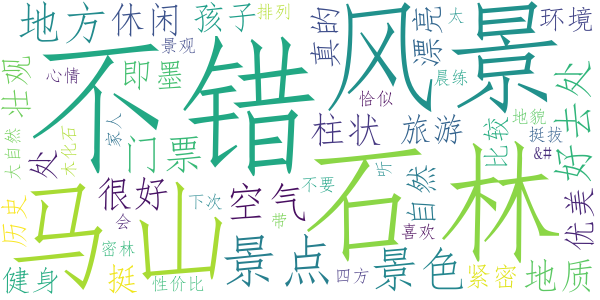 地方
休闲
孩子
排列
真的
漂亮
太
环境
景观
心情
即墨
壮观
不错
风景
晨练
恰似
大自然
木化石
家人
处
门票
柱状
旅游
比较
地貌
挺拔
&#
好去处
马山
石林
很好
空气
下次
会
带
不要
听
自然
喜欢
优美
历史
密林
健身
挺
性价比
景点
四方
景色
紧密
地质